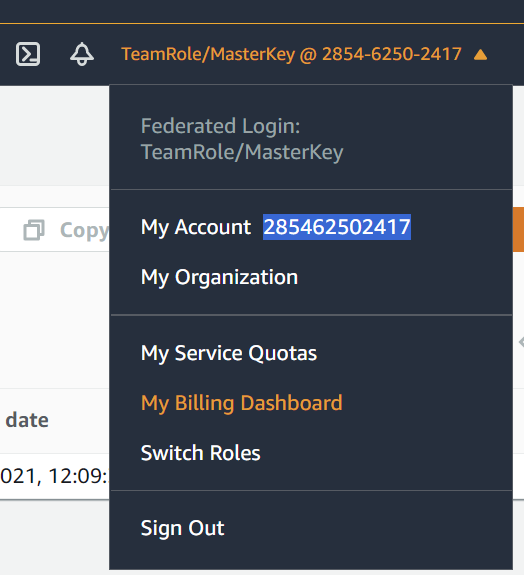 TeamRole/MasterKey @ 2854-6250-2417
Federated Login:
TeamRole/MasterKey
Copy
My Account 285462502417
My Organization
My Service Quotas
My Billing Dashboard
date
Switch Roles
021, 12:09:
Sign Out